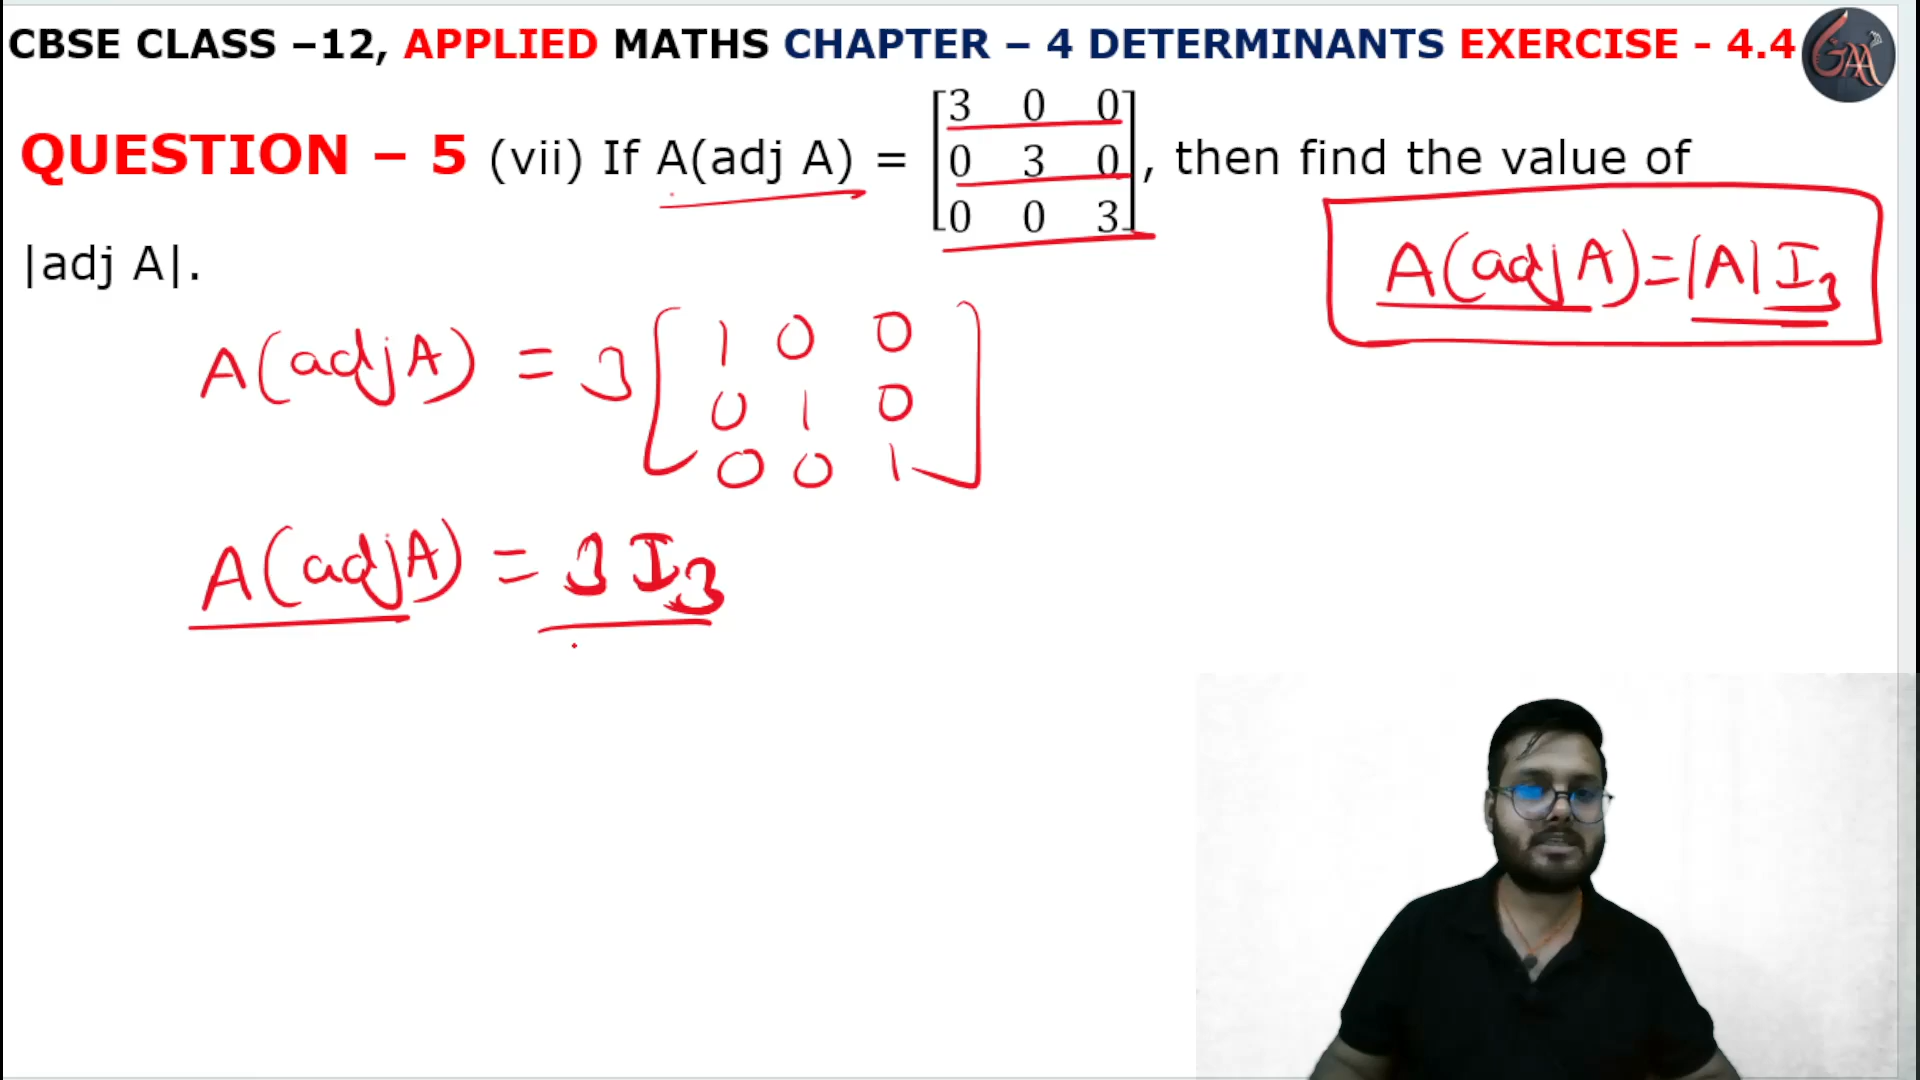 CBSE CLASS –12, APPLIED MATHS CHAPTER – 4 DETERMINANTS EXERCISE - 4.4
QUESTION – 5 (vii) If A(adj A) = [3 0 0
0 3 0
0 0 3], then find the value of
|adj A|.
A(adj A) = |A| I₃
A(adj A) = 3 [1 0 0
0 1 0
0 0 1]
A(adj A) = 3 I₃